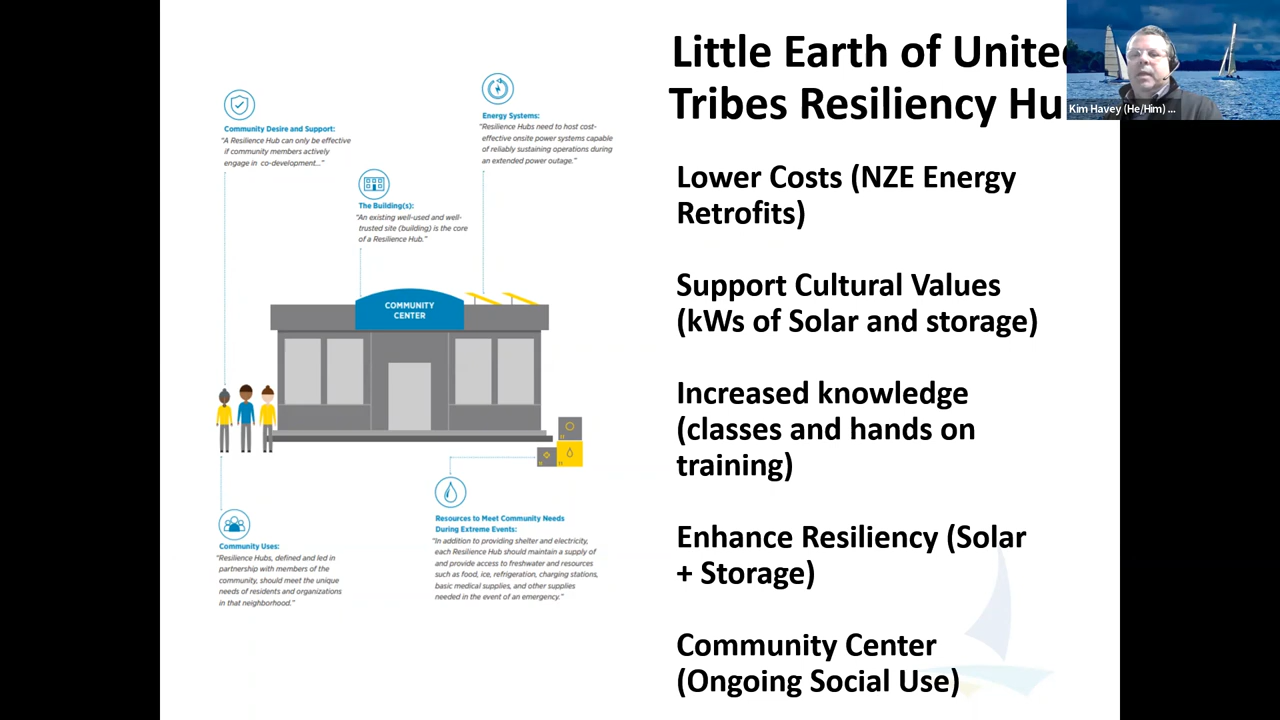 Little Earth of Unite
Tribes Resiliency Hu
Kim Havey (He/Him) ...
Community Desire and Support:
"A Resilience Hub can only be effective
if community members actively
engage in co-development..."
Energy Systems:
"Resilience Hubs need to host cost-
effective onsite power systems capable
of reliably sustaining operations during
an extended power outage."
The Building(s):
"An existing well-used and well-
trusted site (building) is the core
of a Resilience Hub."
COMMUNITY
CENTER
Community Uses:
"Resilience Hubs, defined and led in
partnership with members of the
community, should meet the unique
needs of residents and organizations
in that neighborhood."
Resources to Meet Community Needs
During Extreme Events:
"In addition to providing shelter and electricity,
each Resilience Hub should maintain a supply of
and provide access to freshwater and resources
such as food, ice, refrigeration, charging stations,
basic medical supplies, and other supplies
needed in the event of an emergency."
Lower Costs (NZE Energy
Retrofits)
Support Cultural Values
(kWs of Solar and storage)
Increased knowledge
(classes and hands on
training)
Enhance Resiliency (Solar
+ Storage)
Community Center
(Ongoing Social Use)